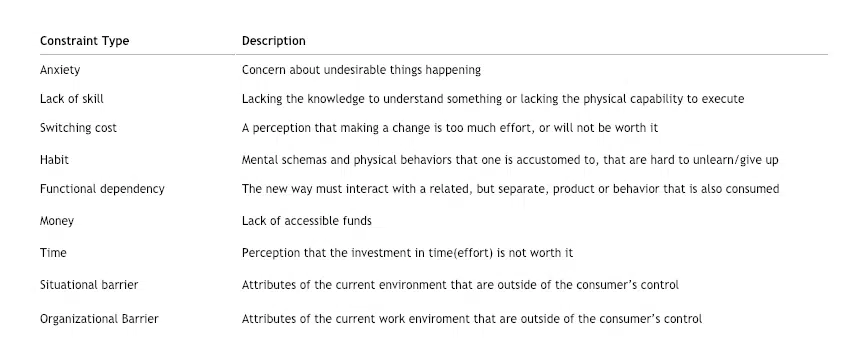 Constraint Type Description
Anxiety Concern about undesirable things happening
Lack of skill Lacking the knowledge to understand something or lacking the physical capability to execute
Switching cost A perception that making a change is too much effort, or will not be worth it
Habit Mental schemas and physical behaviors that one is accustomed to, that are hard to unlearn/give up
Functional dependency The new way must interact with a related, but separate, product or behavior that is also consumed
Money Lack of accessible funds
Time Perception that the investment in time(effort) is not worth it
Situational barrier Attributes of the current environment that are outside of the consumer's control
Organizational Barrier Attributes of the current work enviroment that are outside of the consumer's control